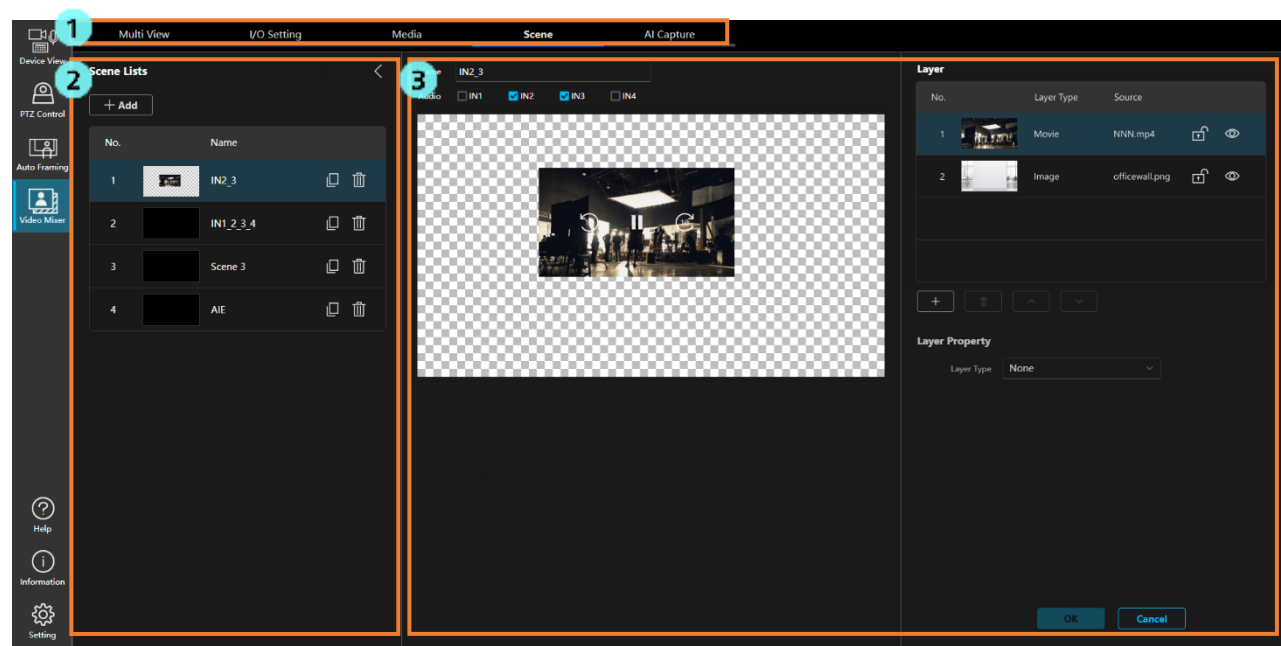 1
Multi View
I/O Setting
Media
Scene
AI Capture
Device View
PTZ Control
Auto Framing
Video Mixer
Help
Information
Setting
2
Scene Lists
+ Add
No. Name
1 IN2_3
2 IN1_2_3_4
3 Scene 3
4 AIE
3
IN2_3
Audio IN1 IN2 IN3 IN4
Layer
No. Layer Type Source
1 Movie NNN.mp4
2 Image officewall.png
Layer Property
Layer Type None
OK
Cancel